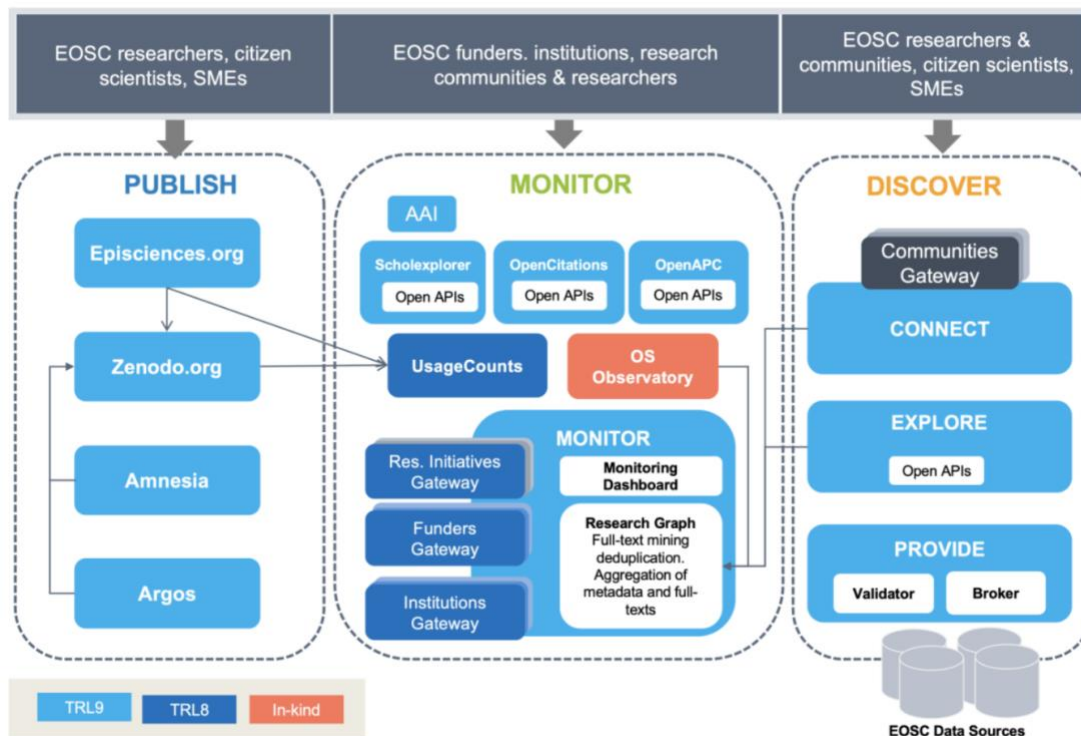 EOSC researchers, citizen
scientists, SMEs
EOSC funders. institutions, research
communities & researchers
EOSC researchers &
communities, citizen scientists,
SMEs
PUBLISH
Episciences.org
Zenodo.org
Amnesia
Argos
MONITOR
AAI
Scholexplorer
Open APIs
OpenCitations
Open APIs
OpenAPC
Open APIs
UsageCounts
OS
Observatory
MONITOR
Res. Initiatives
Gateway
Funders
Gateway
Institutions
Gateway
Monitoring
Dashboard
Research Graph
Full-text mining
deduplication.
Aggregation of
metadata and full-
texts
DISCOVER
Communities
Gateway
CONNECT
EXPLORE
Open APIs
PROVIDE
Validator
Broker
EOSC Data Sources
TRL9
TRL8
In-kind